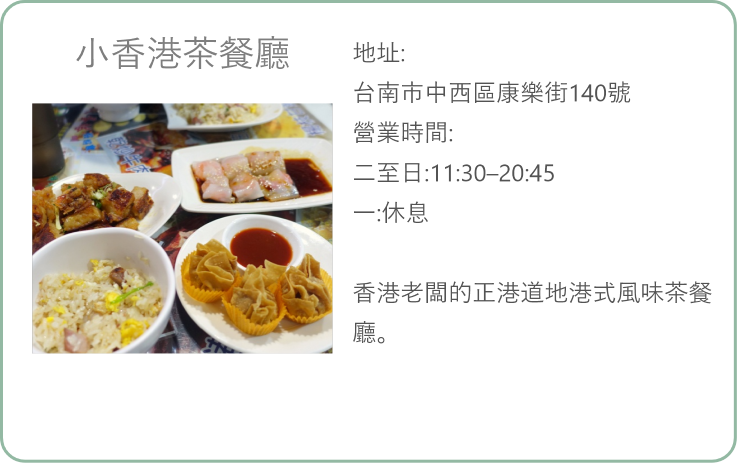 小香港茶餐廳
地址:
台南市中西區康樂街140號
營業時間:
二至日:11:30–20:45
一:休息
香港老闆的正港道地港式風味茶餐
廳。